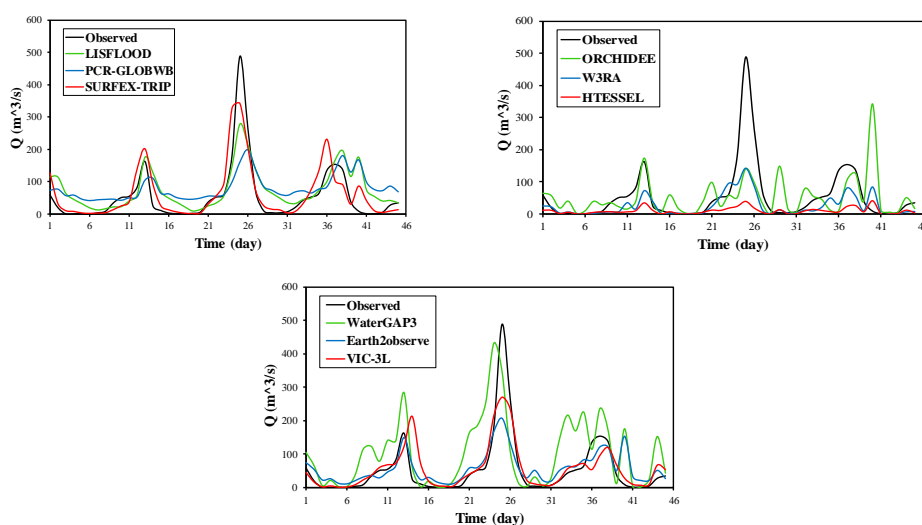 600
500
400
300
200
100
0
Q (m^3/s)
Observed
LISFLOOD
PCR-GLOBWB
SURFEX-TRIP
1 6 11 16 21 26 31 36 41 46
Time (day)
600
500
400
300
200
100
0
Q (m^3/s)
Observed
ORCHIDEE
W3RA
HTESSEL
1 6 11 16 21 26 31 36 41
Time (day)
600
500
400
300
200
100
0
Q (m^3/s)
Observed
WaterGAP3
Earth2observe
VIC-3L
1 6 11 16 21 26 31 36 41 46
Time (day)